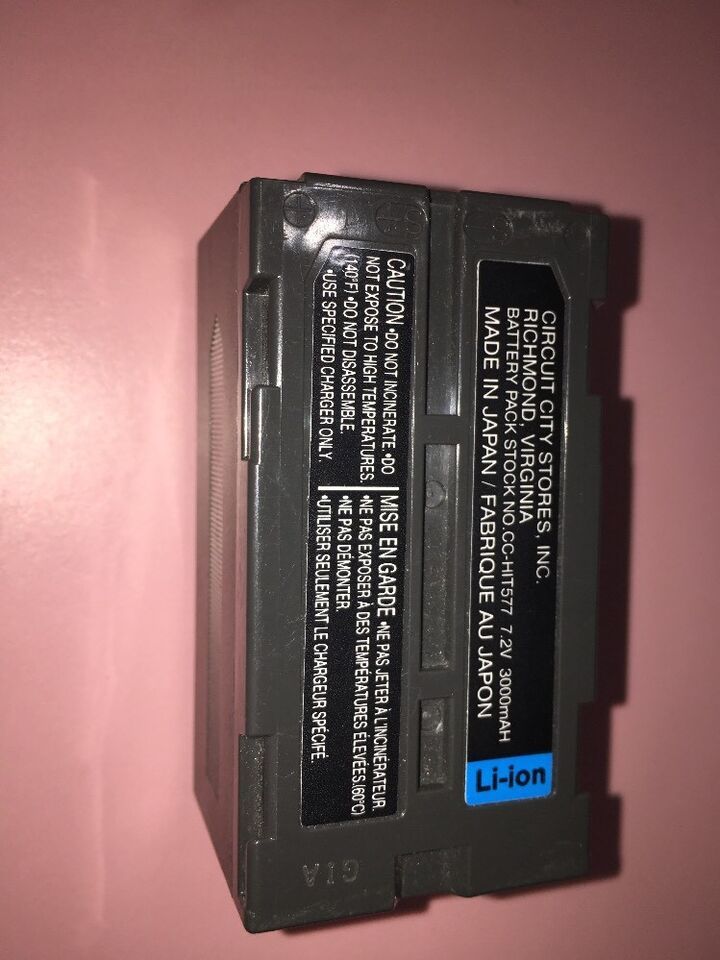 CIRCUIT CITY STORES, INC.
RICHMOND, VIRGINIA
BATTERY PACK STOCK NO.CC-HIT577 7.2V 3000mAH
MADE IN JAPAN / FABRIQUE AU JAPON
Li-ion
CAUTION •DO NOT INCINERATE.•DO
NOT EXPOSE TO HIGH TEMPERATURES.
(140°F) •DO NOT DISASSEMBLE.
•USE SPECIFIED CHARGER ONLY.
MISE EN GARDE •NE PAS JETER À L'INCINÉRATEUR.
•NE PAS EXPOSER À DES TEMPÉRATURES ÉLEVÉES.(60°C)
•NE PAS DÉMONTER.
•UTILISER SEULEMENT LE CHARGEUR SPÉCIFÉ.